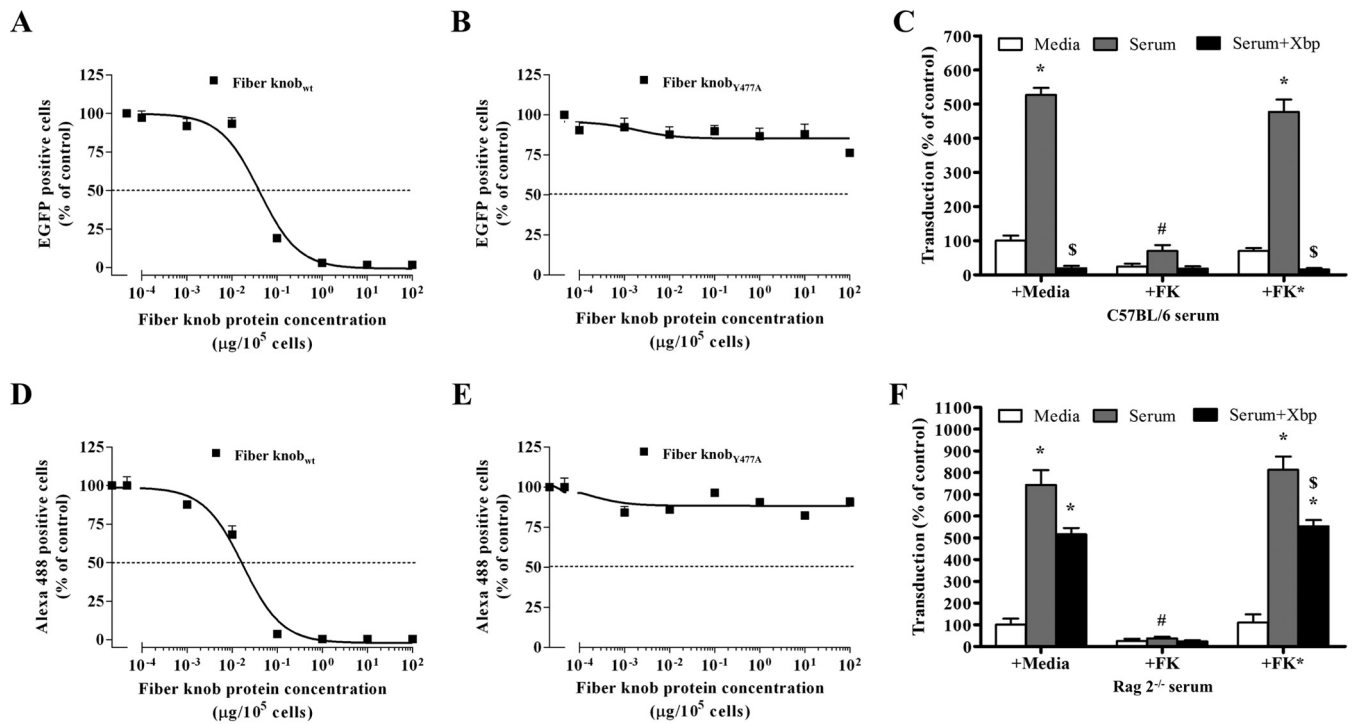 A
Fiber knobwt
EGFP positive cells
(% of control)
125
100
75
50
25
0
10-4 10-3 10-2 10-1 100 101 102
Fiber knob protein concentration
(μg/105 cells)
B
Fiber knobY477A
EGFP positive cells
(% of control)
125
100
75
50
25
0
10-4 10-3 10-2 10-1 100 101 102
Fiber knob protein concentration
(μg/105 cells)
C
Media Serum Serum+Xbp
Transduction (% of control)
700
600
500
400
300
200
100
0
* $ # * $
+Media +FK +FK*
C57BL/6 serum
D
Fiber knobwt
Alexa 488 positive cells
(% of control)
125
100
75
50
25
0
10-4 10-3 10-2 10-1 100 101 102
Fiber knob protein concentration
(μg/105 cells)
E
Fiber knobY477A
Alexa 488 positive cells
(% of control)
125
100
75
50
25
0
10-4 10-3 10-2 10-1 100 101 102
Fiber knob protein concentration
(μg/105 cells)
F
Media Serum Serum+Xbp
Transduction (% of control)
1100
1000
900
800
700
600
500
400
300
200
100
0
* * # * $ *
+Media +FK +FK*
Rag 2-/- serum